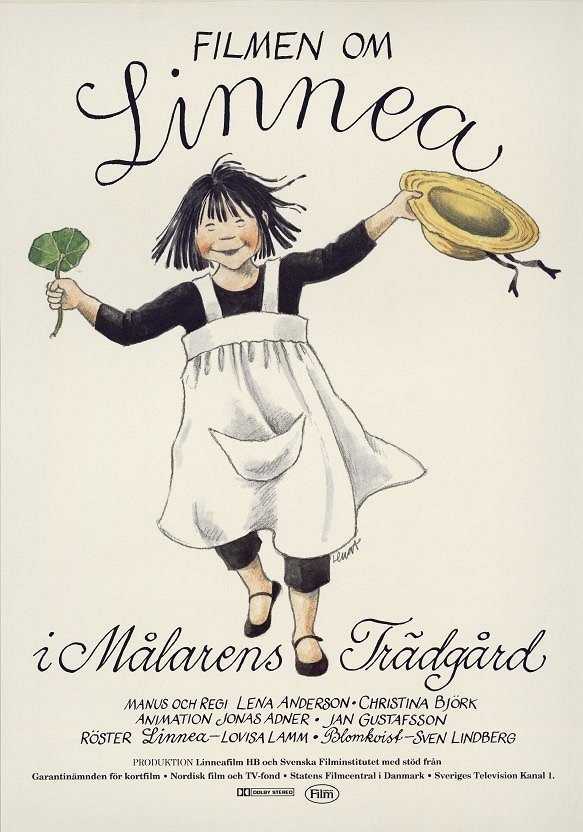 FILMEN OM
Linnea
Lena A
i Målarens Trädgård
MANUS OCH REGI LENA ANDERSON • CHRISTINA BJÖRK
ANIMATION JONAS ADNER • JAN GUSTAFSSON
RÖSTER Linnea – LOVISA LAMM • Blomkvist – SVEN LINDBERG
PRODUKTION Linneafilm HB och Svenska Filminstitutet med stöd från
Garantinämnden för kortfilm • Nordisk film och TV-fond • Statens Filmcentral i Danmark • Sveriges Television Kanal 1.
DOLBY STEREO Film